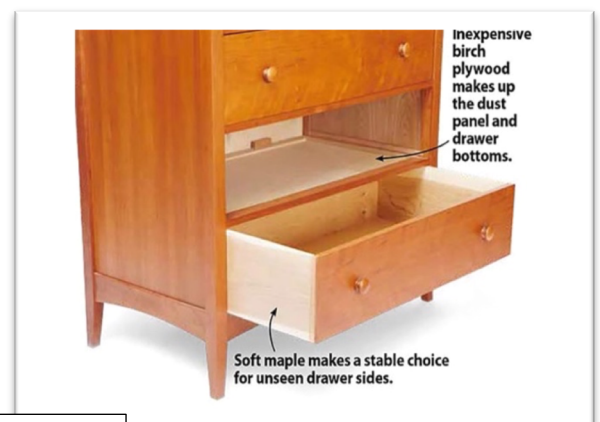 Inexpensive
birch
plywood
makes up
the dust
panel and
drawer
bottoms.
Soft maple makes a stable choice
for unseen drawer sides.